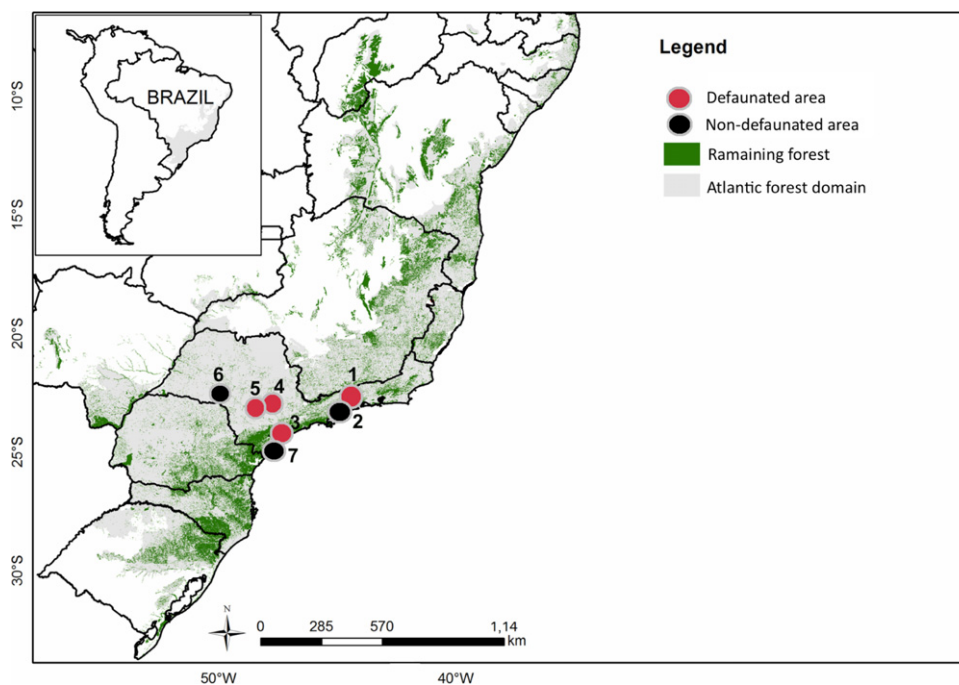 BRAZIL
Legend
Defaunated area
Non-defaunated area
Ramaining forest
Atlantic forest domain
10°S
15°S
20°S
25°S
30°S
1
2
3
4
5
6
7
N
0 285 570 1,14
km
50°W 40°W